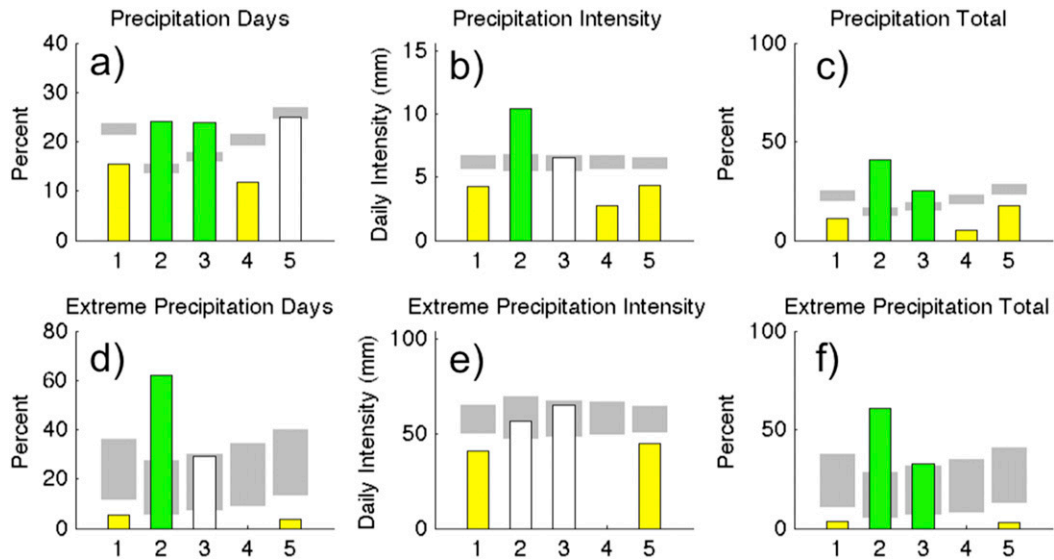 Precipitation Days
Precipitation Intensity
Precipitation Total
a)
b)
c)
Percent
Daily Intensity (mm)
Percent
40
30
20
10
0
15
10
5
0
100
50
0
1 2 3 4 5
1 2 3 4 5
1 2 3 4 5
Extreme Precipitation Days
Extreme Precipitation Intensity
Extreme Precipitation Total
d)
e)
f)
Percent
Daily Intensity (mm)
Percent
80
60
40
20
0
100
50
0
100
50
0
1 2 3 4 5
1 2 3 4 5
1 2 3 4 5